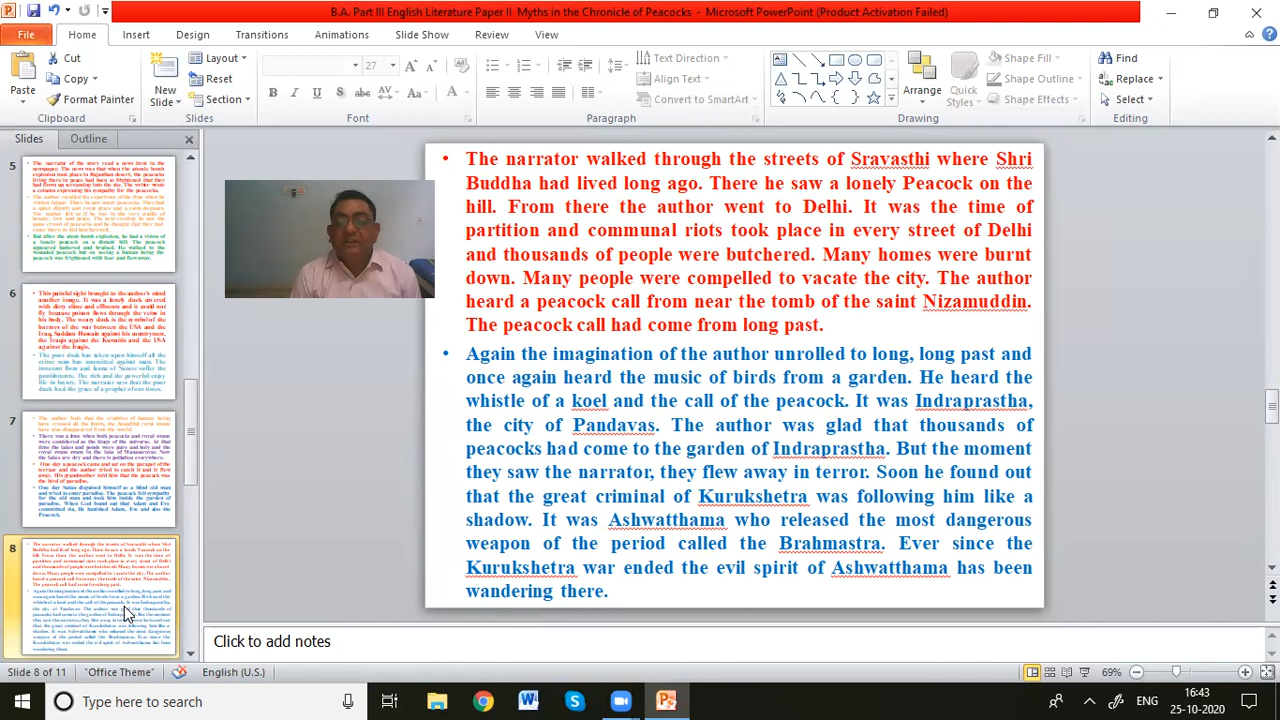 B.A. Part III English Literature Paper II Myths in the Chronicle of Peacocks - Microsoft PowerPoint (Product Activation Failed)
File Home Insert Design Transitions Animations Slide Show Review View
Paste
Cut
Copy
Format Painter
Clipboard
New Slide
Layout
Reset
Section
Slides
27
Font
Paragraph
Text Direction
Align Text
Convert to SmartArt
Arrange
Quick Styles
Shape Fill
Shape Outline
Shape Effects
Drawing
Find
Replace
Select
Editing
Slides Outline
5
6
7
8
• The narrator walked through the streets of Sravasthi where Shri
Buddha had lived long ago. There he saw a lonely Peacock on the
hill. From there the author went to Delhi. It was the time of
partition and communal riots took place in every street of Delhi
and thousands of people were butchered. Many homes were burnt
down. Many people were compelled to vacate the city. The author
heard a peacock call from near the tomb of the saint Nizamuddin.
The peacock call had come from long past.
• Again the imagination of the author unrolled to long, long past and
once again heard the music of birds from a garden. He heard the
whistle of a koel and the call of the peacock. It was Indraprastha,
the city of Pandavas. The author was glad that thousands of
peacocks had come to the garden of Indraprastha. But the moment
they saw the narrator, they flew away. Soon he found out
that the great criminal of Kurukshtra was following him like a
shadow. It was Ashwatthama who released the most dangerous
weapon of the period called the Brahmastra. Ever since the
Kurukshetra war ended the evil spirit of Ashwatthama has been
wandering there.
Click to add notes
Slide 8 of 11 "Office Theme" English (U.S.) 69%
Type here to search
ENG
16:43
25-10-2020